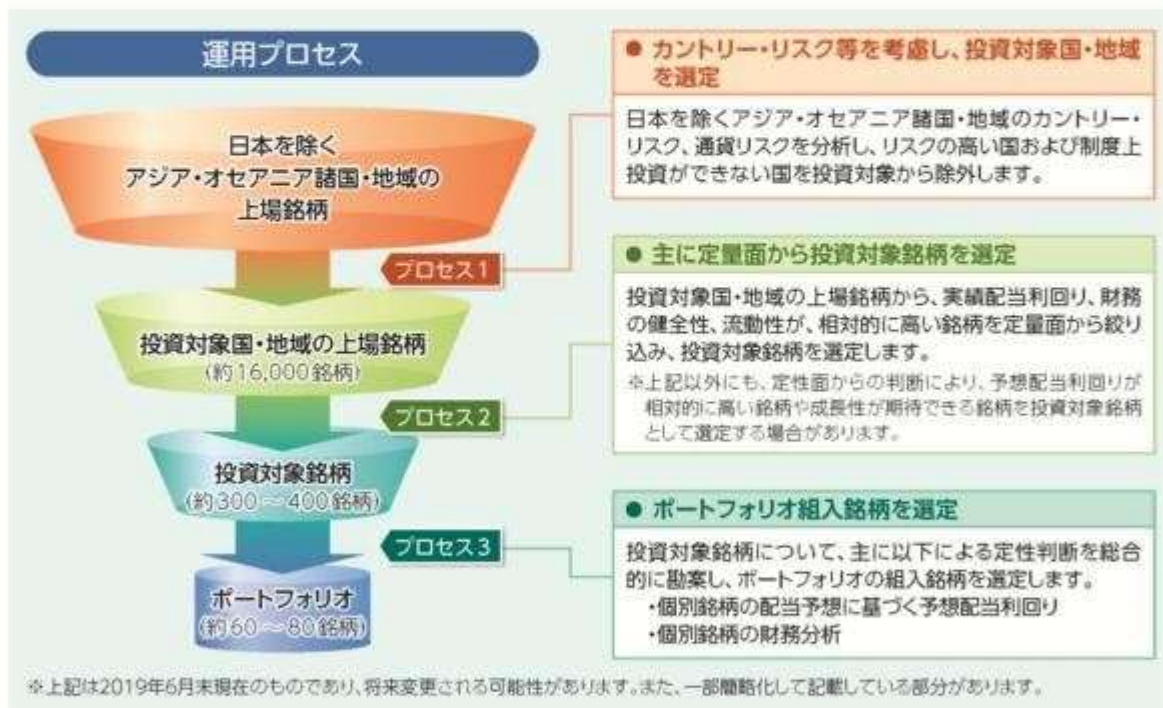 運用プロセス
日本を除く
アジア・オセアニア諸国・地域の
上場銘柄
プロセス1
投資対象国・地域の上場銘柄
(約16,000銘柄)
プロセス2
投資対象銘柄
(約300～400銘柄)
プロセス3
ポートフォリオ
(約60～80銘柄)
● カントリー・リスク等を考慮し、投資対象国・地域
を選定
日本を除くアジア・オセアニア諸国・地域のカントリー・
リスク、通貨リスクを分析し、リスクの高い国および制度上
投資ができない国を投資対象から除外します。
● 主に定量面から投資対象銘柄を選定
投資対象国・地域の上場銘柄から、実績配当利回り、財務
の健全性、流動性が、相対的に高い銘柄を定量面から絞り
込み、投資対象銘柄を選定します。
※上記以外にも、定性面からの判断により、予想配当利回りが
相対的に高い銘柄や成長性が期待できる銘柄を投資対象銘柄
として選定する場合があります。
● ポートフォリオ組入銘柄を選定
投資対象銘柄について、主に以下による定性判断を総合
的に勘案し、ポートフォリオの組入銘柄を選定します。
・個別銘柄の配当予想に基づく予想配当利回り
・個別銘柄の財務分析
※上記は2019年6月末現在のものであり、将来変更される可能性があります。また、一部簡略化して記載している部分があります。